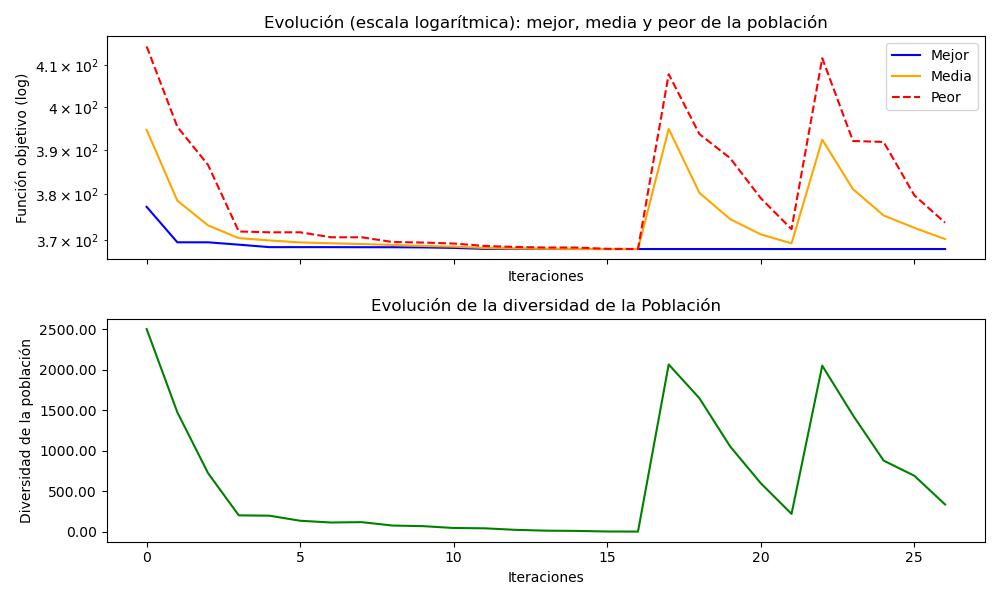 Evolución (escala logarítmica): mejor, media y peor de la población
Función objetivo (log)
4.1 × 10²
4 × 10²
3.9 × 10²
3.8 × 10²
3.7 × 10²
Mejor
Media
Peor
Iteraciones
Evolución de la diversidad de la Población
Diversidad de la población
2500.00
2000.00
1500.00
1000.00
500.00
0.00
0 5 10 15 20 25
Iteraciones